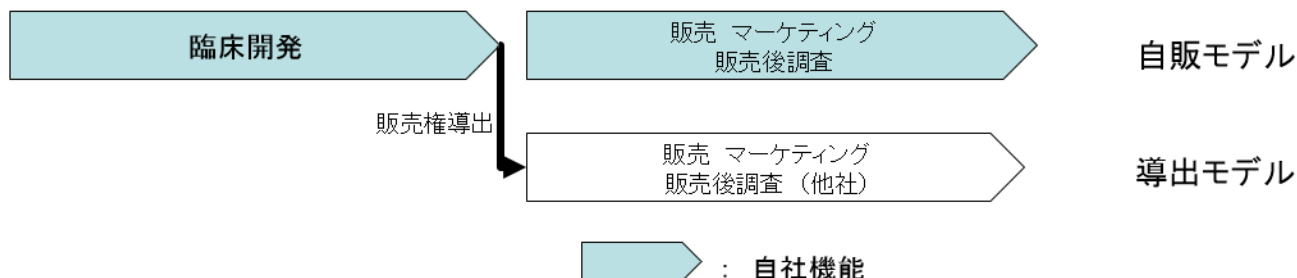 臨床開発
販売 マーケティング
販売後調査
自販モデル
販売権導出
販売 マーケティング
販売後調査 （他社）
導出モデル
： 自社機能